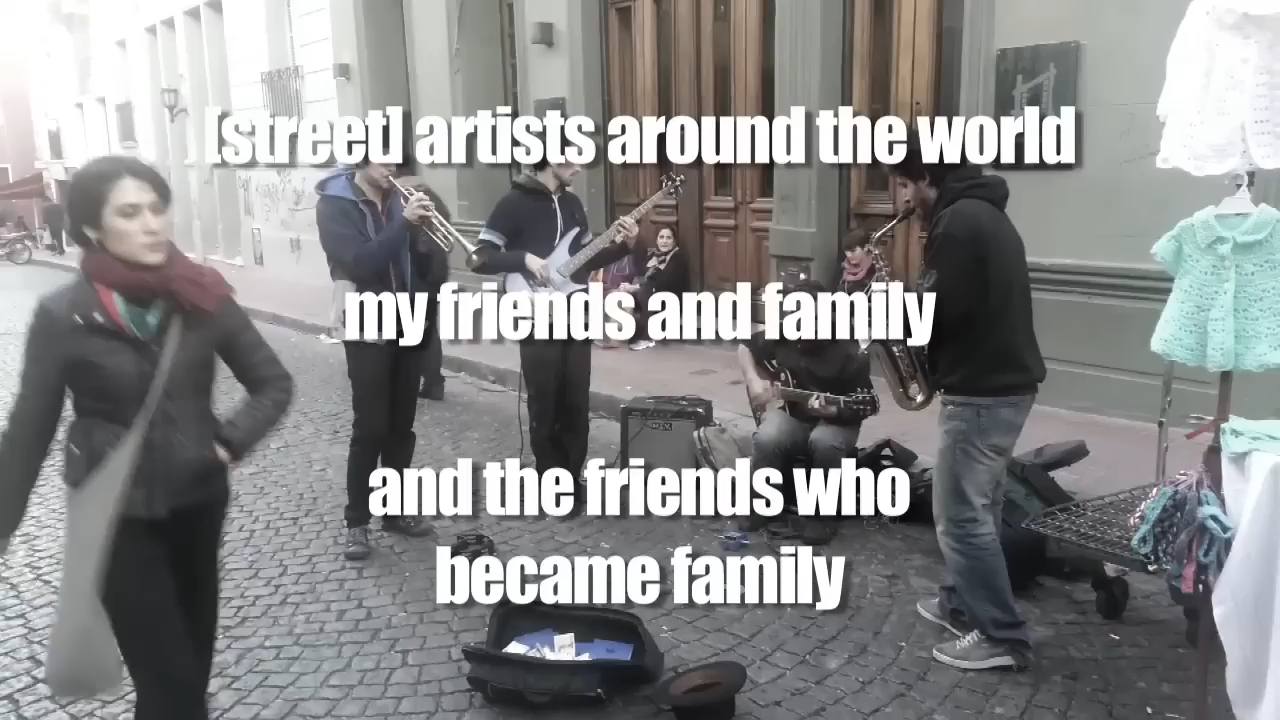 [street] artists around the world
my friends and family
and the friends who
became family